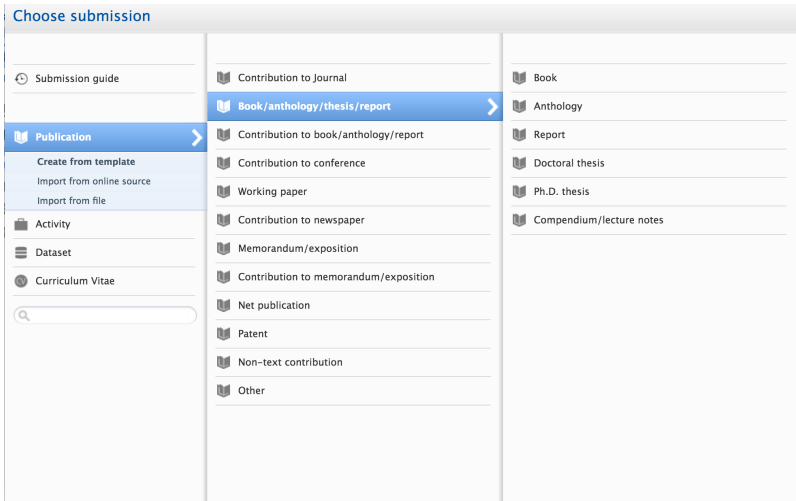 Choose submission
Submission guide
Publication
Create from template
Import from online source
Import from file
Activity
Dataset
Curriculum Vitae
Contribution to Journal
Book/anthology/thesis/report
Contribution to book/anthology/report
Contribution to conference
Working paper
Contribution to newspaper
Memorandum/exposition
Contribution to memorandum/exposition
Net publication
Patent
Non-text contribution
Other
Book
Anthology
Report
Doctoral thesis
Ph.D. thesis
Compendium/lecture notes